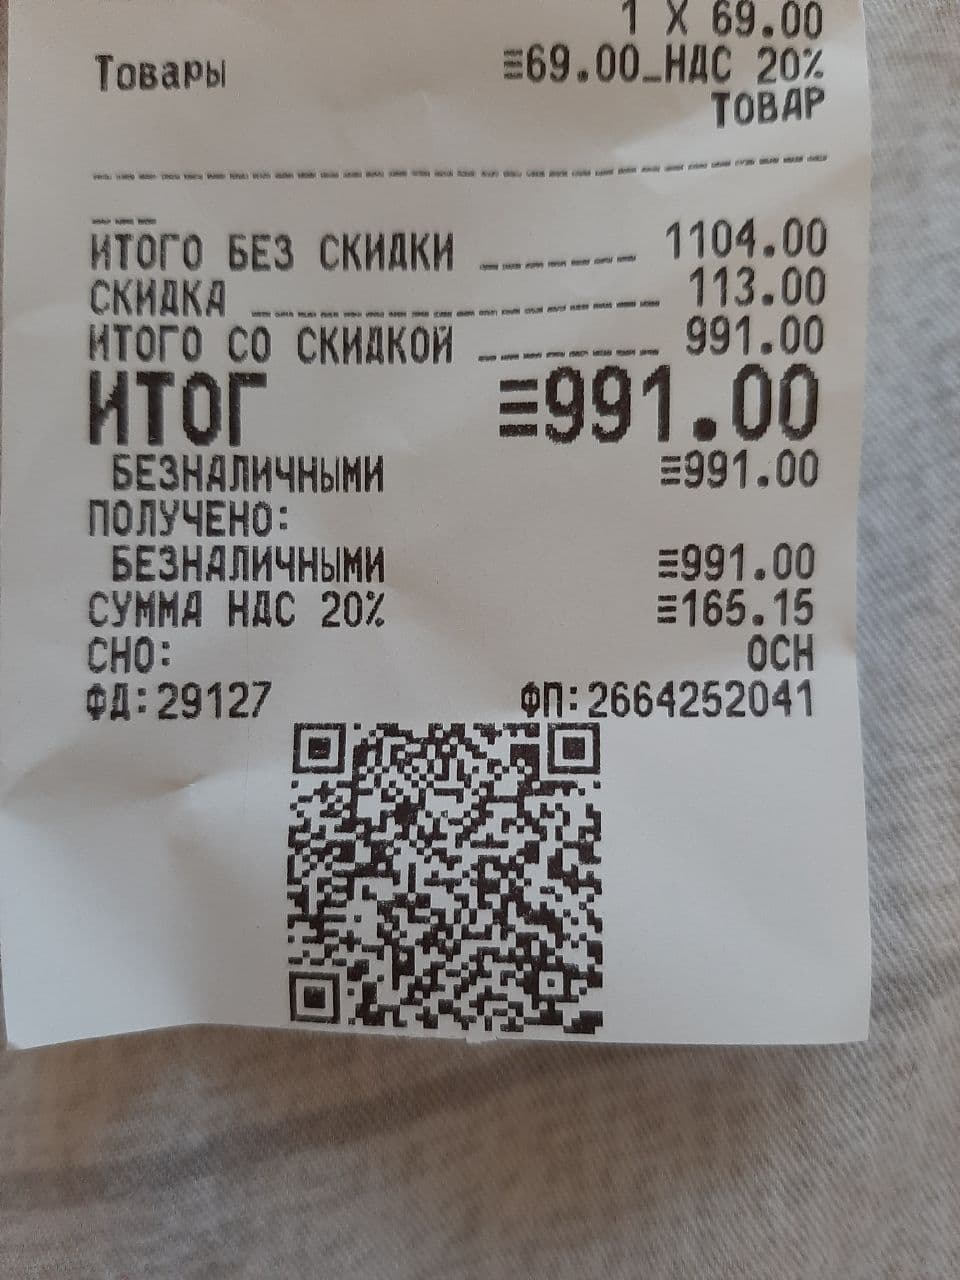 1 X 69.00
Товары ≡69.00_НДС 20%
ТОВАР
ИТОГО БЕЗ СКИДКИ _______ 1104.00
СКИДКА __________________ 113.00
ИТОГО СО СКИДКОЙ ________ 991.00
ИТОГ ≡991.00
БЕЗНАЛИЧНЫМИ ≡991.00
ПОЛУЧЕНО:
БЕЗНАЛИЧНЫМИ ≡991.00
СУММА НДС 20% ≡165.15
СНО: ОСН
ФД:29127 ФП:2664252041